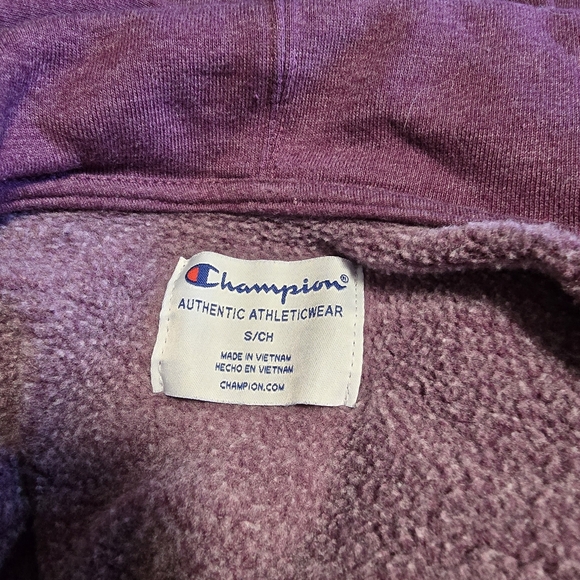 Champion®
AUTHENTIC ATHLETICWEAR
S/CH
MADE IN VIETNAM
HECHO EN VIETNAM
CHAMPION.COM